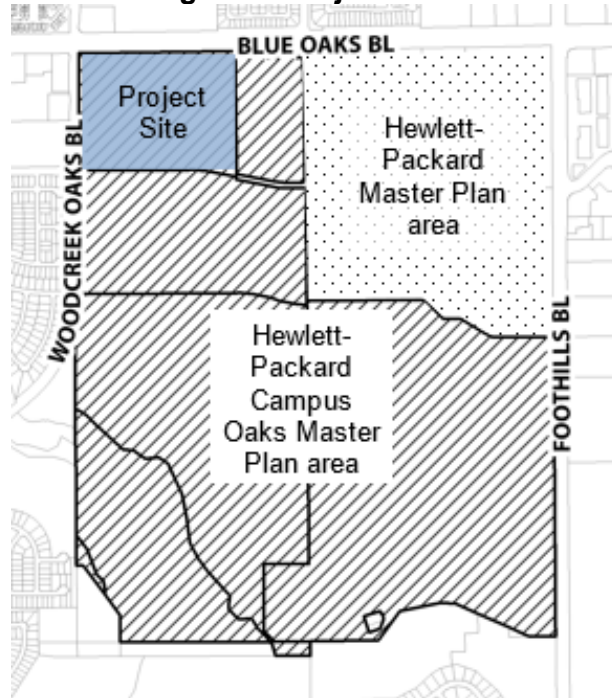 BLUE OAKS BL
Project
Site
Hewlett-
Packard
Master Plan
area
WOODCREEK OAKS BL
Hewlett-
Packard
Campus
Oaks Master
Plan area
FOOTHILLS BL